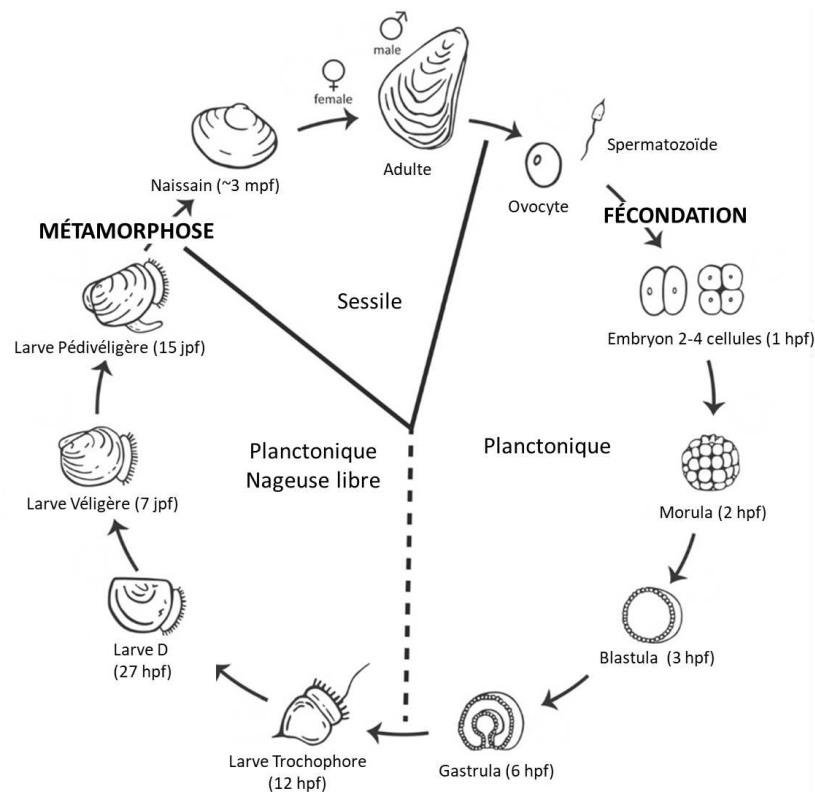 ♂
male
♀
female
Adulte
Spermatozoïde
Ovocyte
FÉCONDATION
Embryon 2-4 cellules (1 hpf)
Morula (2 hpf)
Blastula (3 hpf)
Gastrula (6 hpf)
Larve Trochophore
(12 hpf)
Larve D
(27 hpf)
Larve Véligère (7 jpf)
Larve Pédivéligère (15 jpf)
MÉTAMORPHOSE
Naissain (~3 mpf)
Sessile
Planctonique
Nageuse libre
Planctonique